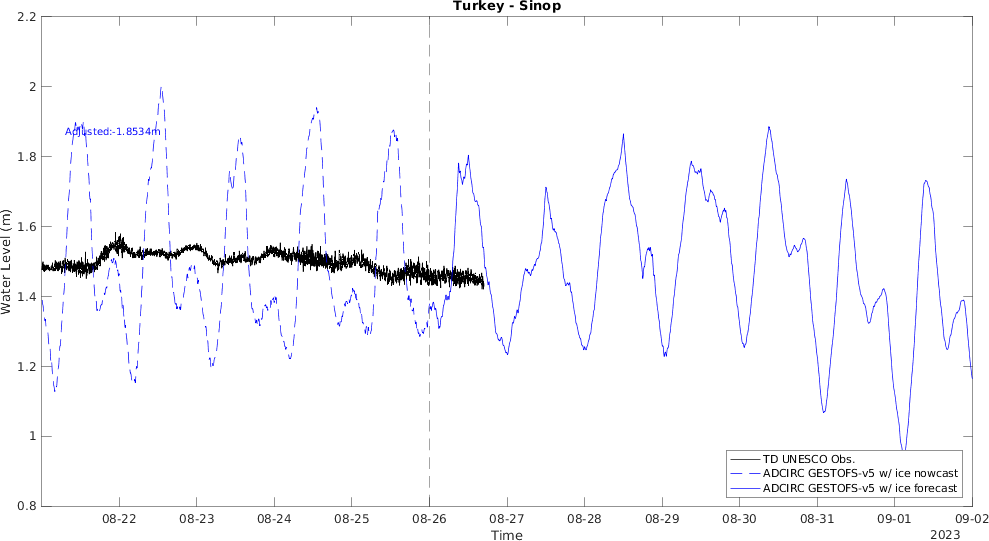 Turkey - Sinop
2.2
2
1.8
1.6
1.4
1.2
1
0.8
Water Level (m)
Adjusted:-1.8534m
TD UNESCO Obs.
ADCIRC GESTOFS-v5 w/ ice nowcast
ADCIRC GESTOFS-v5 w/ ice forecast
08-22 08-23 08-24 08-25 08-26 08-27 08-28 08-29 08-30 08-31 09-01 09-02
Time
2023